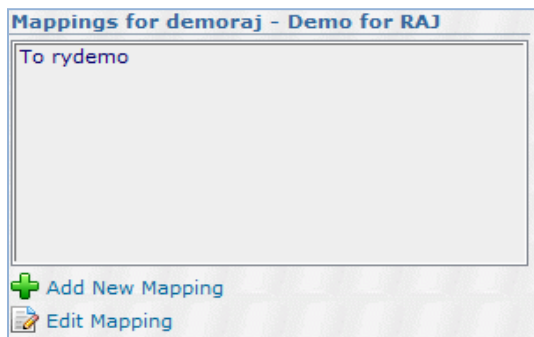 Mappings for demoraj - Demo for RAJ
To rydemo
Add New Mapping
Edit Mapping